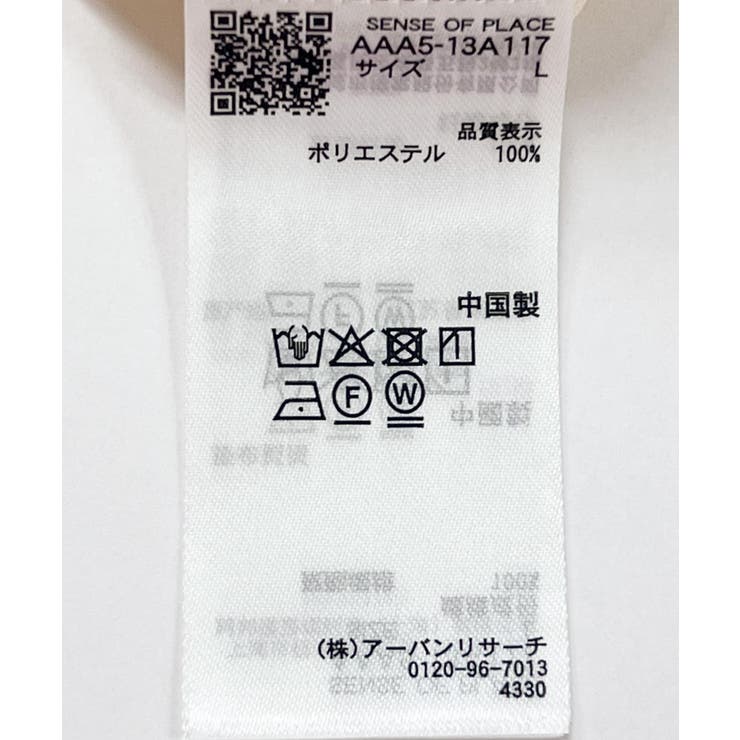 SENSE OF PLACE
AAA5-13A117
サイズ L
品質表示
ポリエステル 100%
中国製
F W
(株)アーバンリサーチ
0120-96-7013
4330